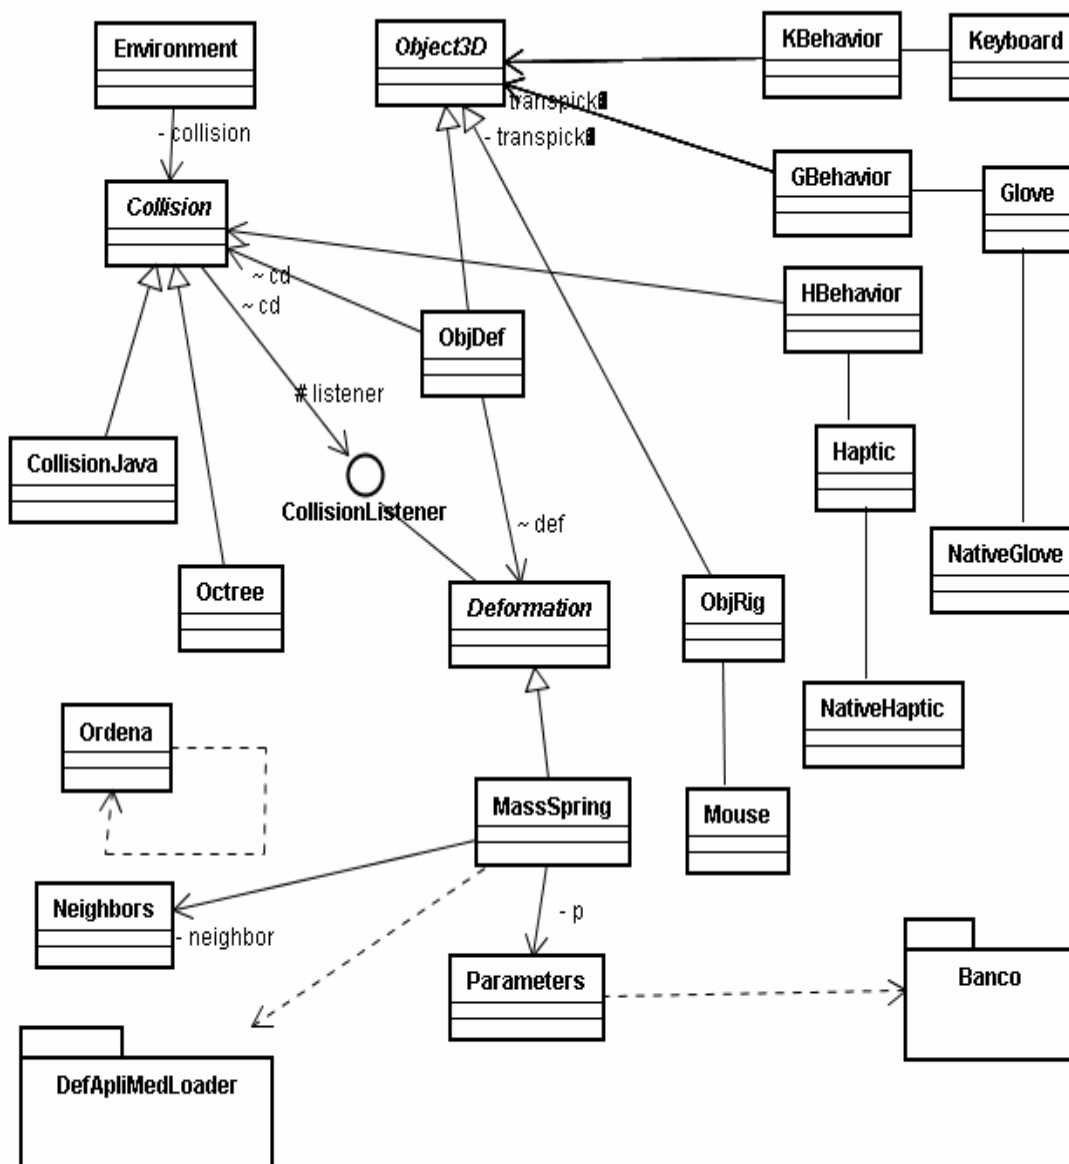 Environment
Object3D
KBehavior
Keyboard
- collision
transpick
- transpick
Collision
GBehavior
Glove
~ cd
~ cd
HBehavior
ObjDef
# listener
CollisionJava
CollisionListener
Haptic
~ def
NativeGlove
Octree
Deformation
ObjRig
NativeHaptic
Ordena
MassSpring
Mouse
Neighbors
- neighbor
- p
Parameters
Banco
DefApliMedLoader